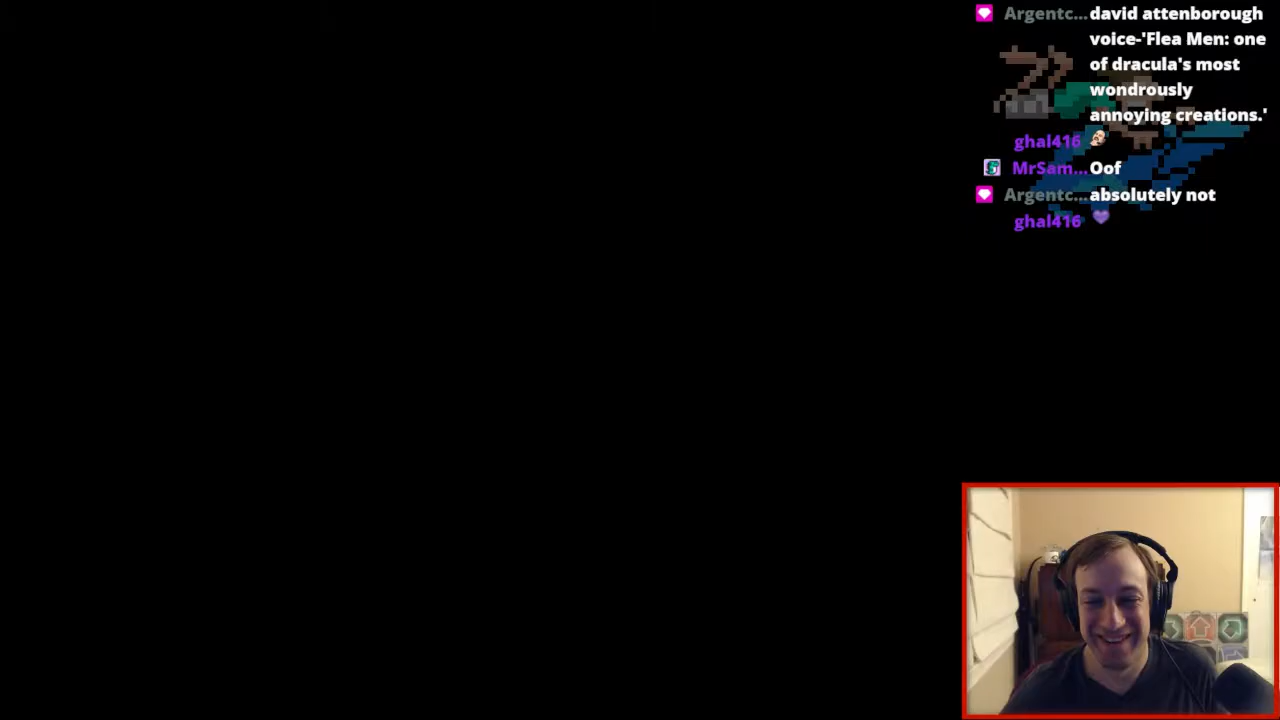 Argentc... david attenborough
voice-'Flea Men: one
of dracula's most
wondrously
annoying creations.'
ghal416
MrSam... Oof
Argentc... absolutely not
ghal416